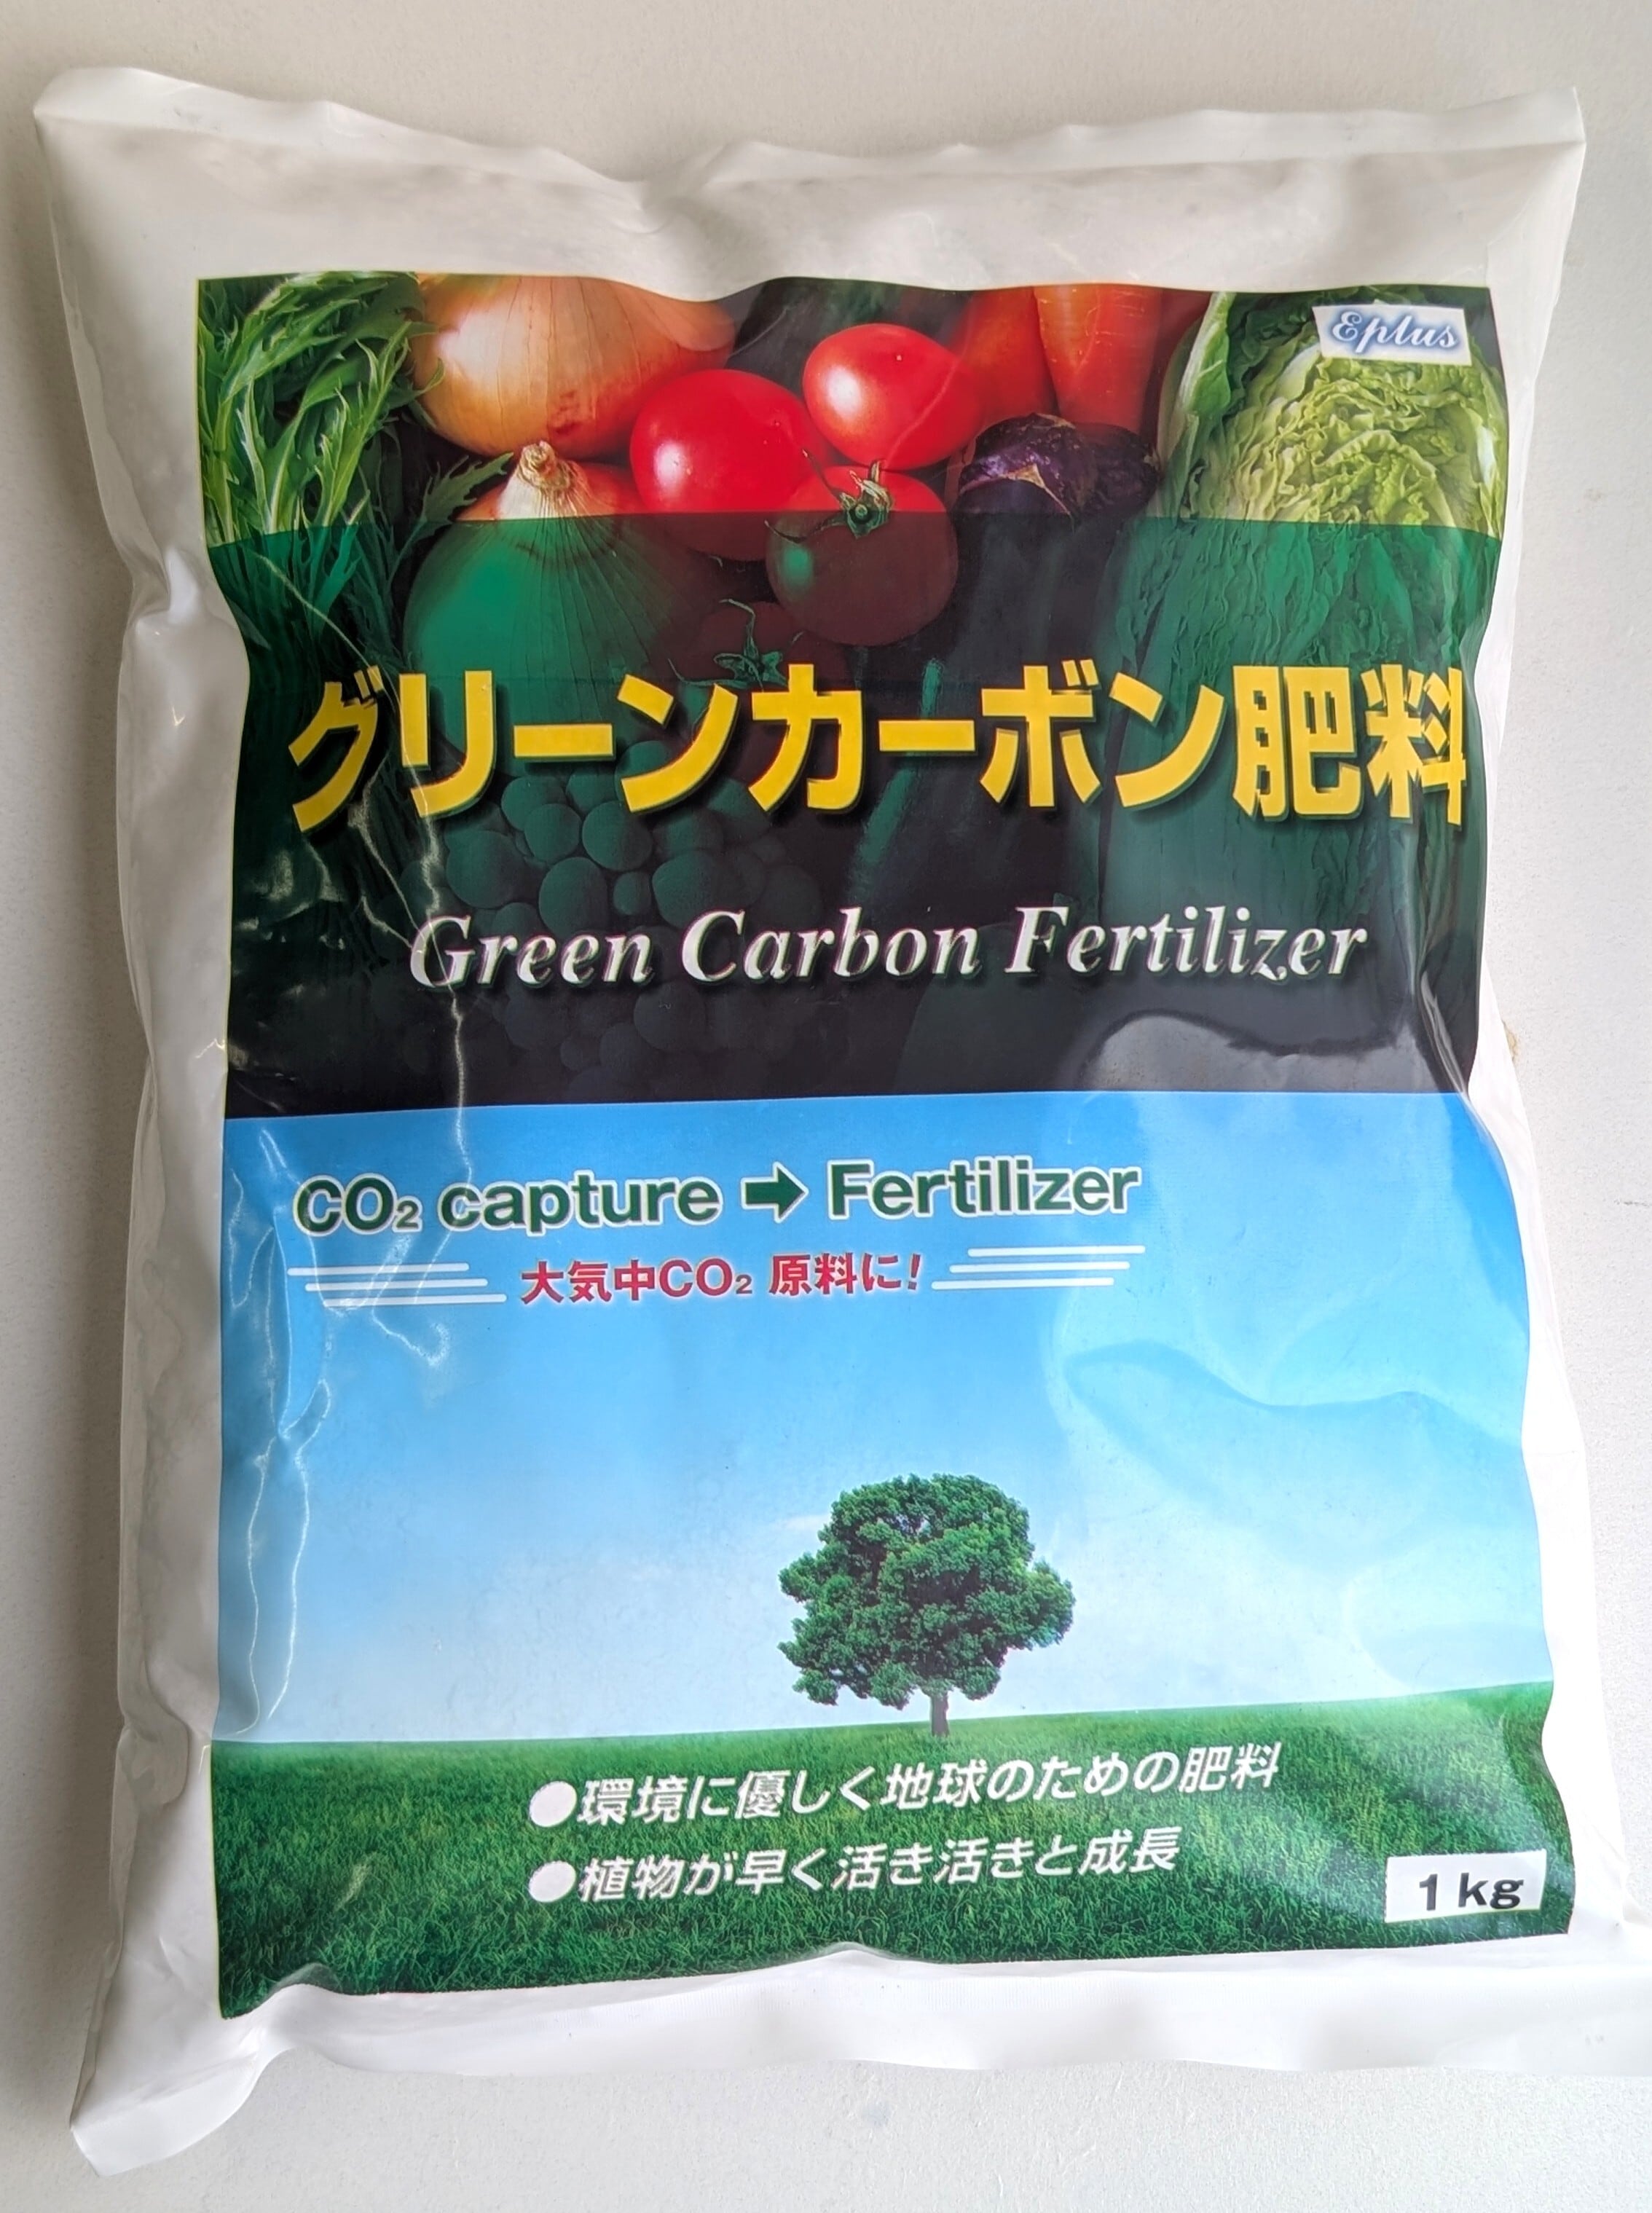 Eplus
グリーンカーボン肥料
Green Carbon Fertilizer
CO₂ capture ➡ Fertilizer
大気中CO₂ 原料に!
●環境に優しく地球のための肥料
●植物が早く活き活きと成長
1 kg